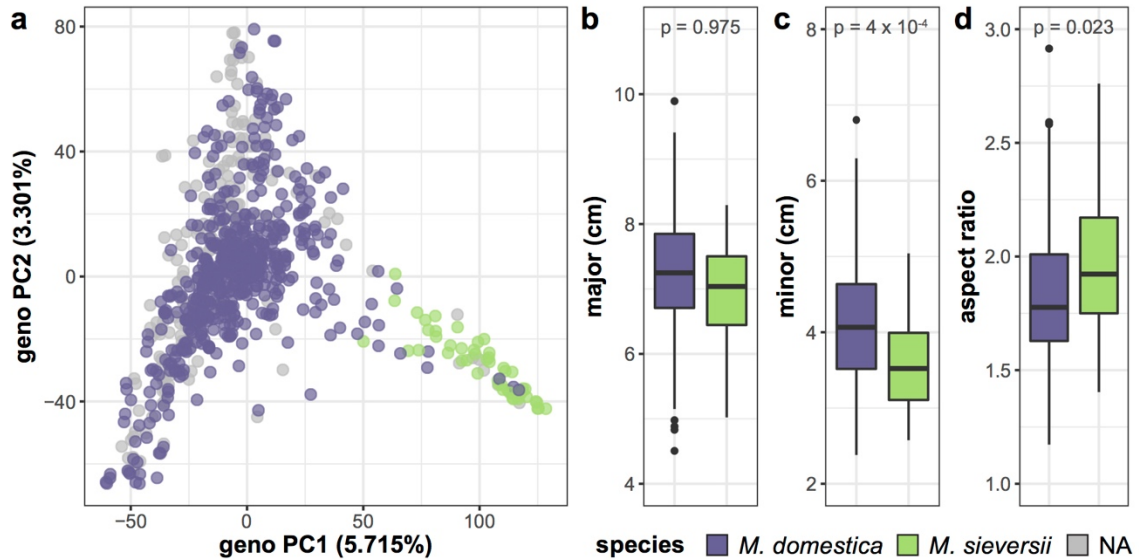 a
geno PC2 (3.301%)
80
40
0
−40
−50
0
50
100
geno PC1 (5.715%)
b
p = 0.975
major (cm)
10
8
6
4
c
p = 4 x 10⁻⁴
minor (cm)
8
6
4
2
d
p = 0.023
aspect ratio
3.0
2.5
2.0
1.5
1.0
species M. domestica M. sieversii NA